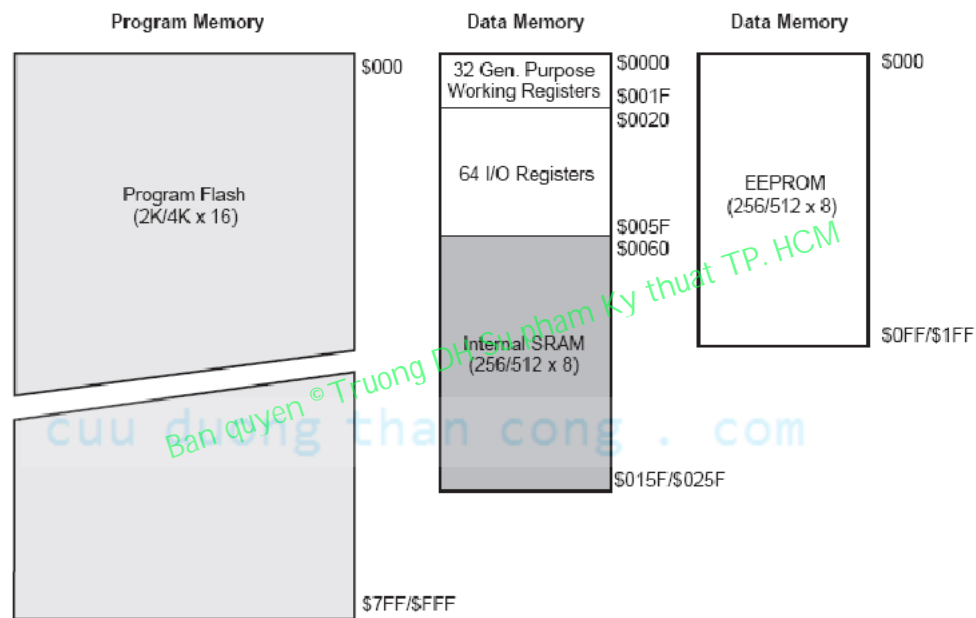 Program Memory
$000
Program Flash
(2K/4K x 16)
$7FF/$FFF
Data Memory
32 Gen. Purpose
Working Registers
$0000
$001F
$0020
64 I/O Registers
$005F
$0060
Internal SRAM
(256/512 x 8)
$015F/$025F
Data Memory
$000
EEPROM
(256/512 x 8)
$0FF/$1FF
Ban quyen © Truong DH Su pham Ky thuat TP. HCM
cuu duong than cong . com